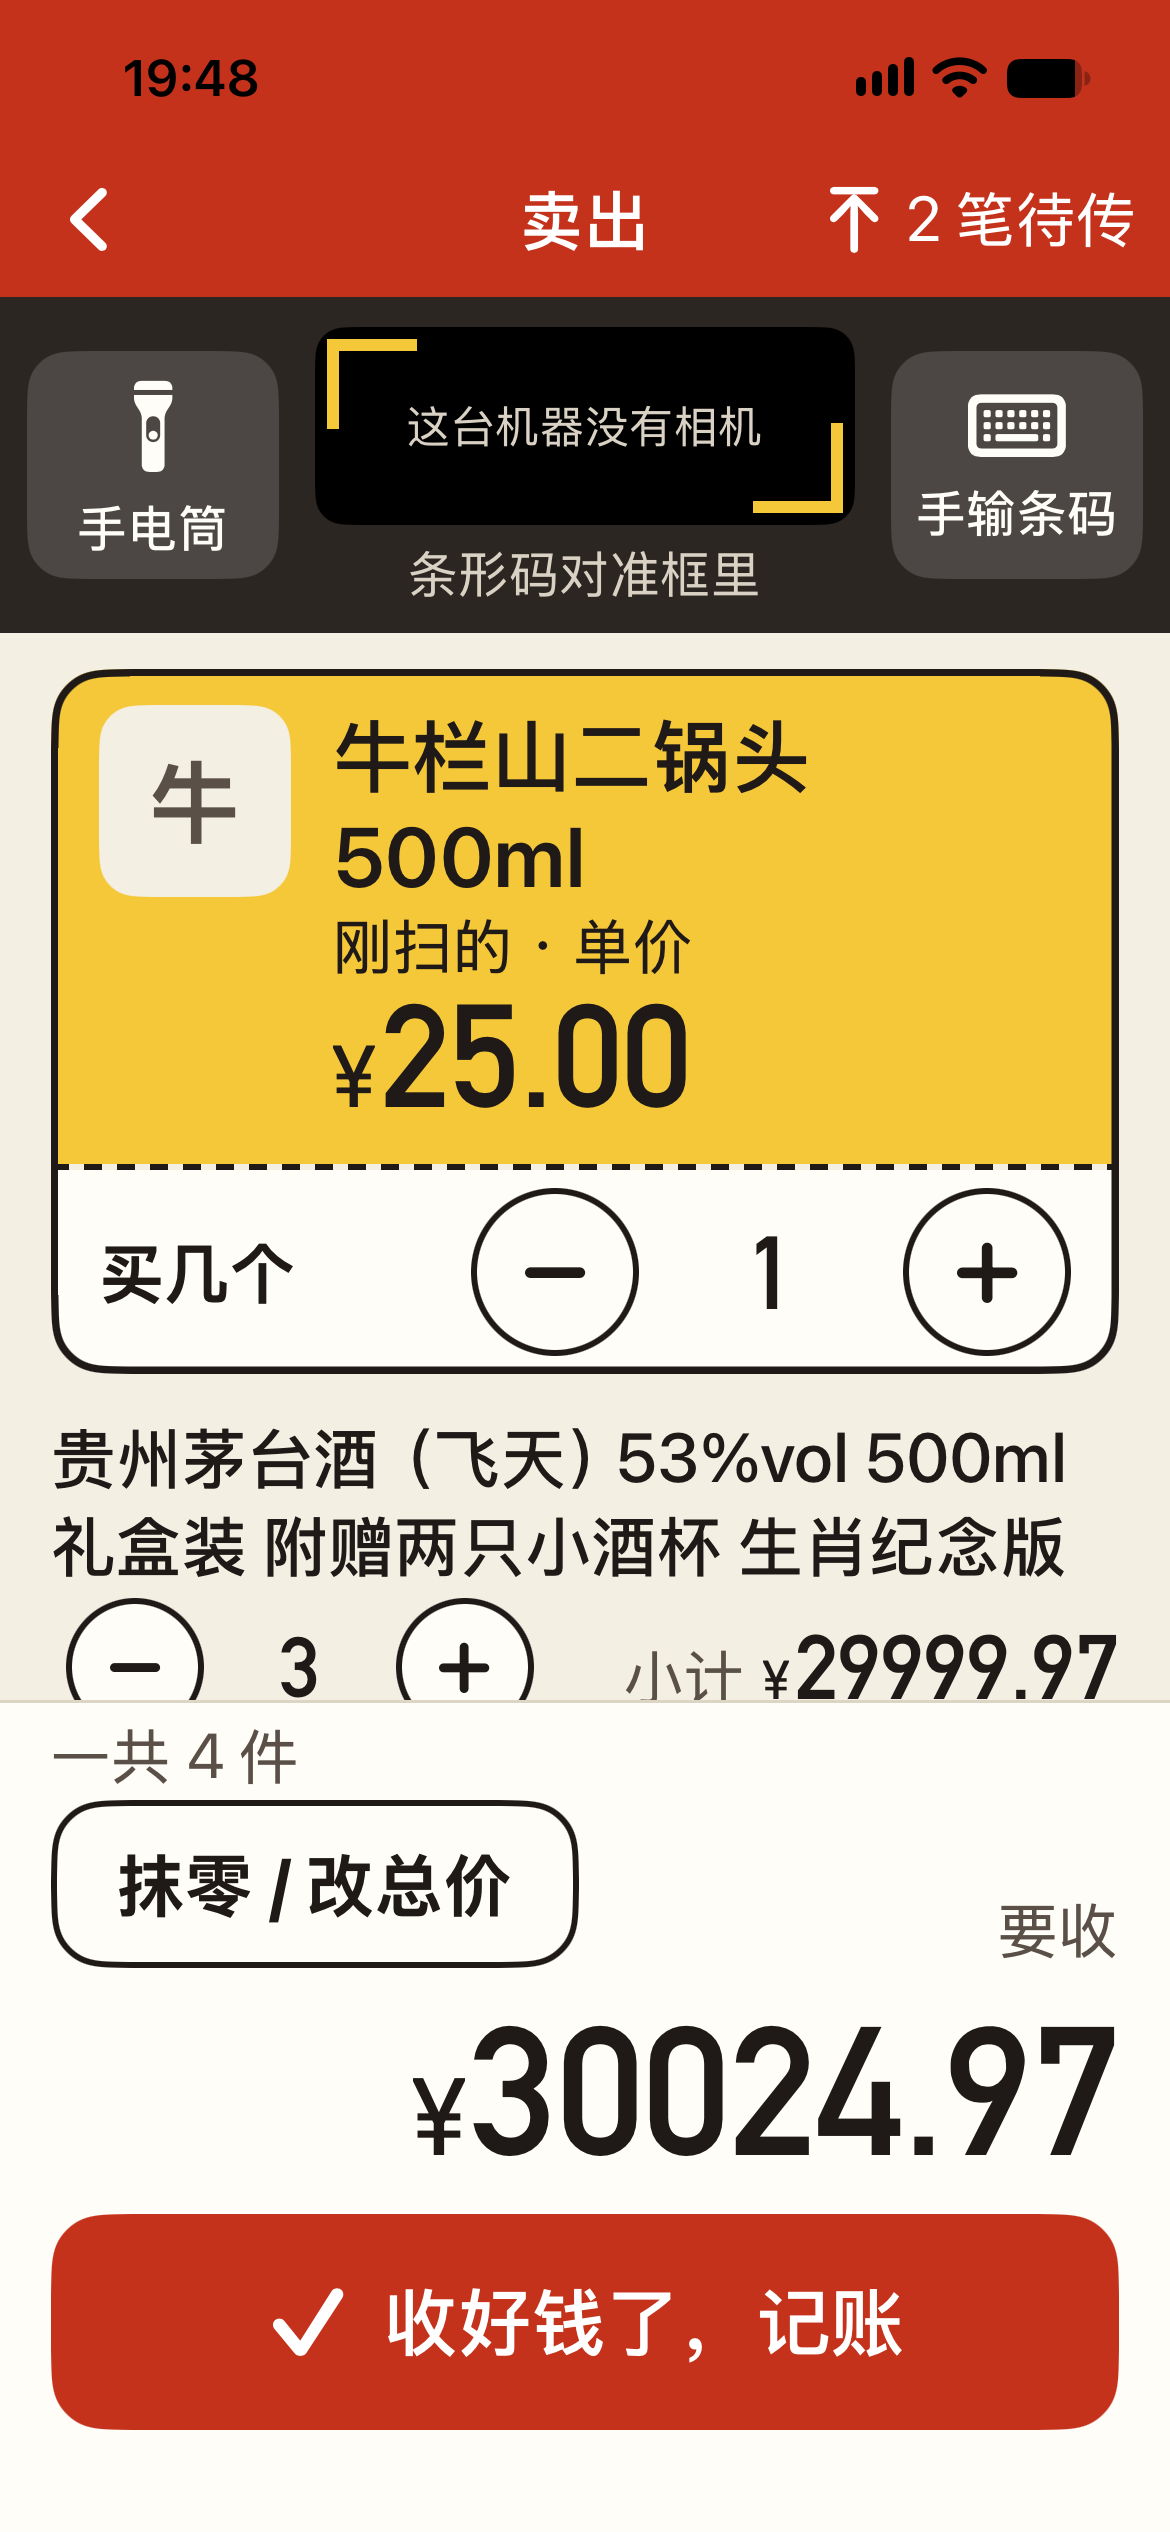 19:48
卖出
2 笔待传
这台机器没有相机
手电筒
手输条码
条形码对准框里
牛
牛栏山二锅头
500ml
刚扫的 · 单价
¥25.00
买几个
1
贵州茅台酒（飞天）53%vol 500ml
礼盒装 附赠两只小酒杯 生肖纪念版
3
小计 ¥29999.97
一共 4 件
抹零 / 改总价
要收
¥30024.97
收好钱了，记账